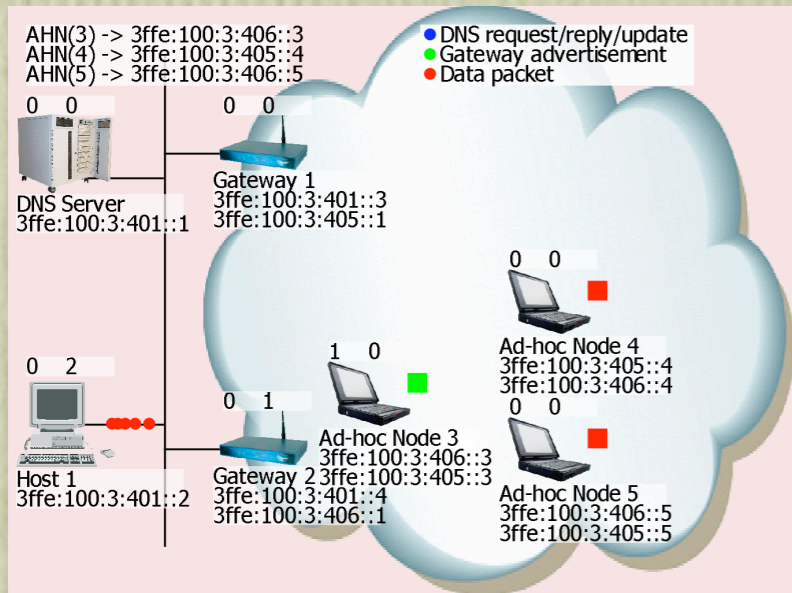 AHN(3) -> 3ffe:100:3:406::3
AHN(4) -> 3ffe:100:3:405::4
AHN(5) -> 3ffe:100:3:406::5
DNS request/reply/update
Gateway advertisement
Data packet
0 0
DNS Server
3ffe:100:3:401::1
0 0
Gateway 1
3ffe:100:3:401::3
3ffe:100:3:405::1
0 0
Ad-hoc Node 4
3ffe:100:3:405::4
3ffe:100:3:406::4
0 2
Host 1
3ffe:100:3:401::2
0 1
Gateway 2
3ffe:100:3:401::4
3ffe:100:3:406::1
1 0
Ad-hoc Node 3
3ffe:100:3:406::3
3ffe:100:3:405::3
0 0
Ad-hoc Node 5
3ffe:100:3:406::5
3ffe:100:3:405::5